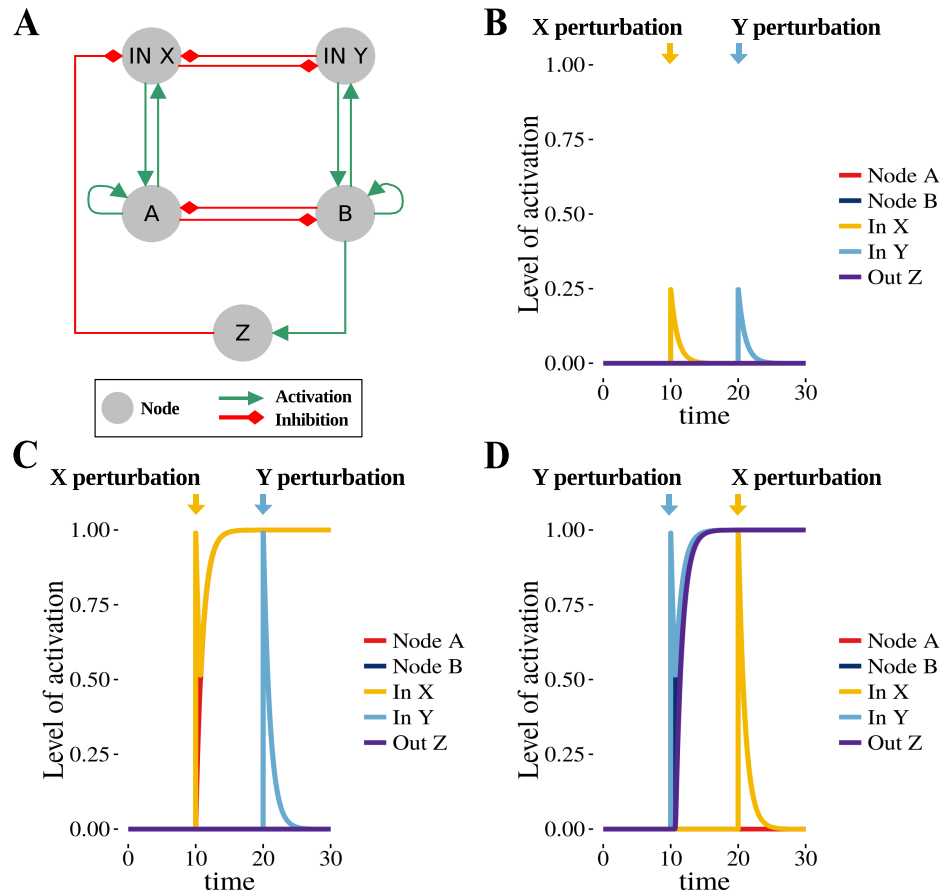 A
IN X
IN Y
A
B
Z
Node
Activation
Inhibition
B
X perturbation
Y perturbation
Level of activation
1.00
0.75
0.50
0.25
0.00
0
10
20
30
time
Node A
Node B
In X
In Y
Out Z
C
X perturbation
Y perturbation
Level of activation
1.00
0.75
0.50
0.25
0.00
0
10
20
30
time
Node A
Node B
In X
In Y
Out Z
D
Y perturbation
X perturbation
Level of activation
1.00
0.75
0.50
0.25
0.00
0
10
20
30
time
Node A
Node B
In X
In Y
Out Z